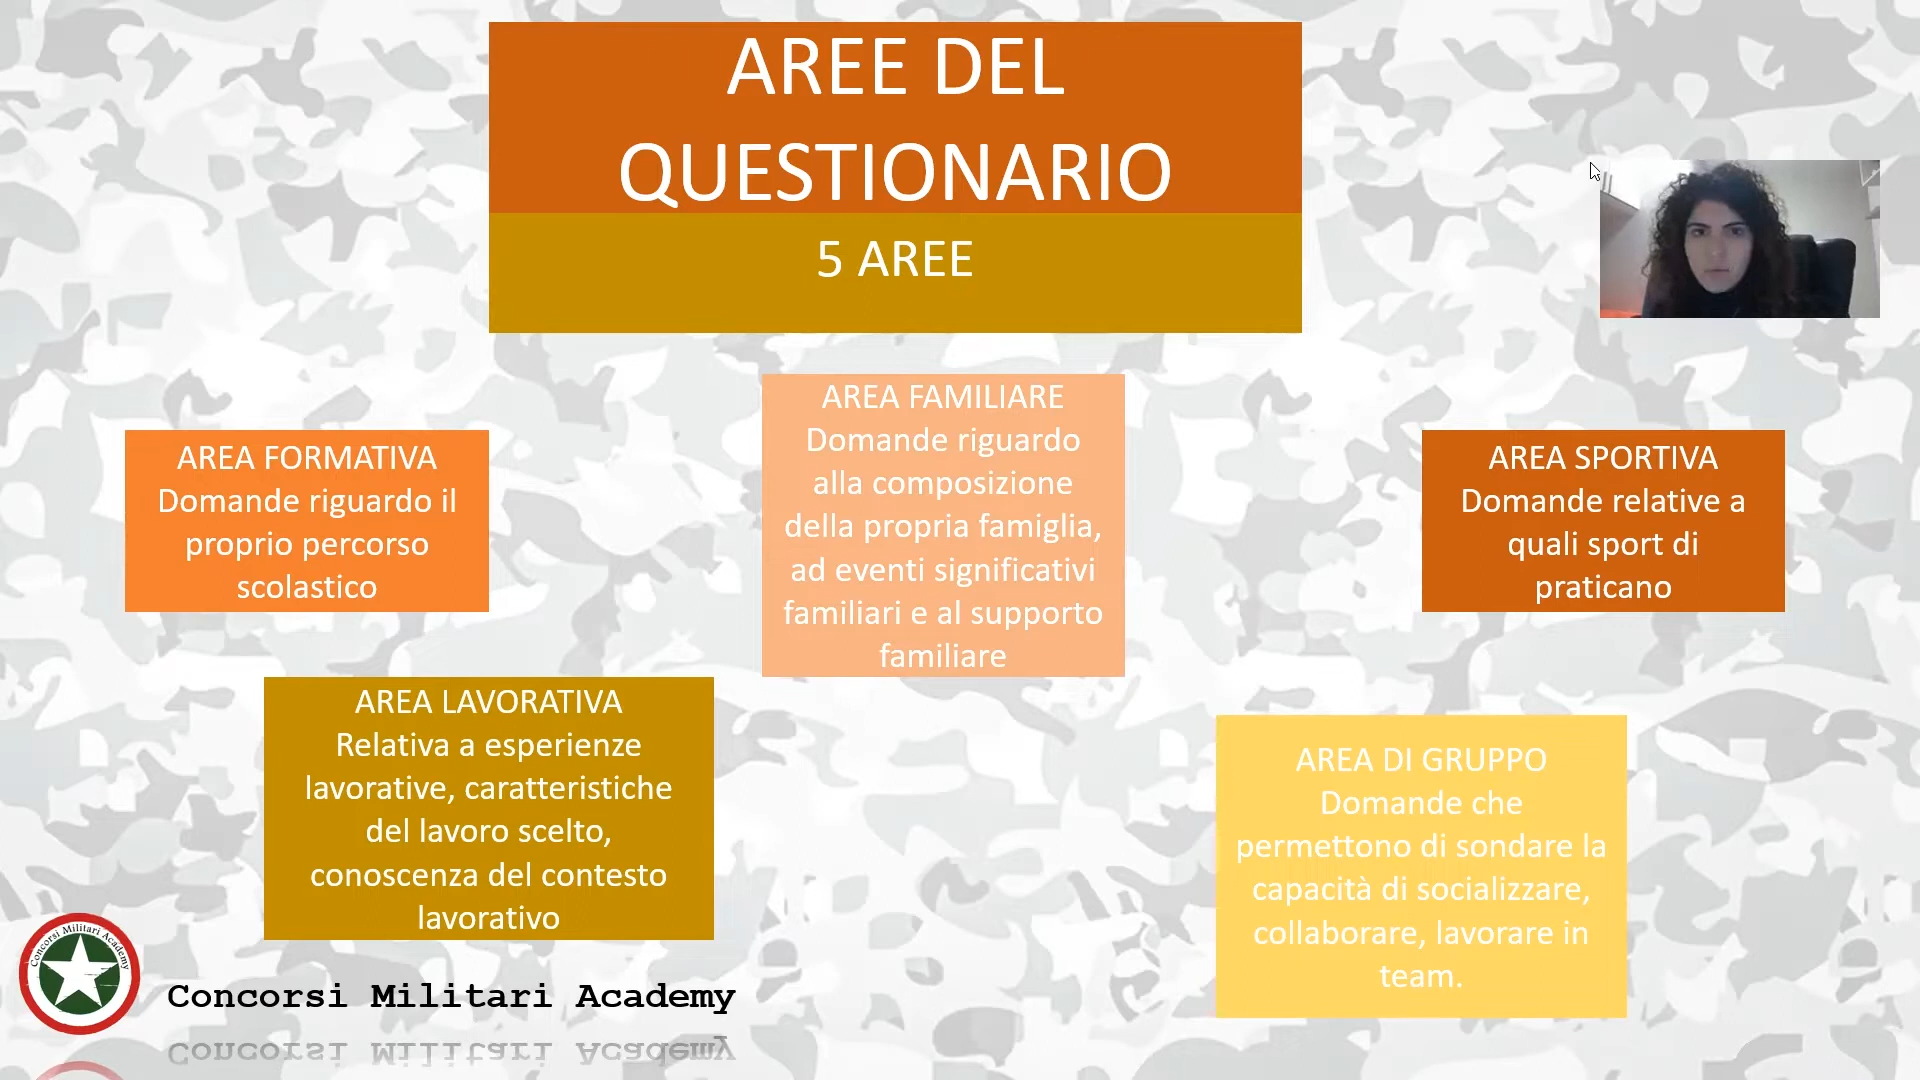 AREE DEL
QUESTIONARIO
5 AREE
AREA FORMATIVA
Domande riguardo il
proprio percorso
scolastico
AREA FAMILIARE
Domande riguardo
alla composizione
della propria famiglia,
ad eventi significativi
familiari e al supporto
familiare
AREA SPORTIVA
Domande relative a
quali sport di
praticano
AREA LAVORATIVA
Relativa a esperienze
lavorative, caratteristiche
del lavoro scelto,
conoscenza del contesto
lavorativo
AREA DI GRUPPO
Domande che
permettono di sondare la
capacità di socializzare,
collaborare, lavorare in
team.
Concorsi Militari Academy
Concorsi Militari Academy